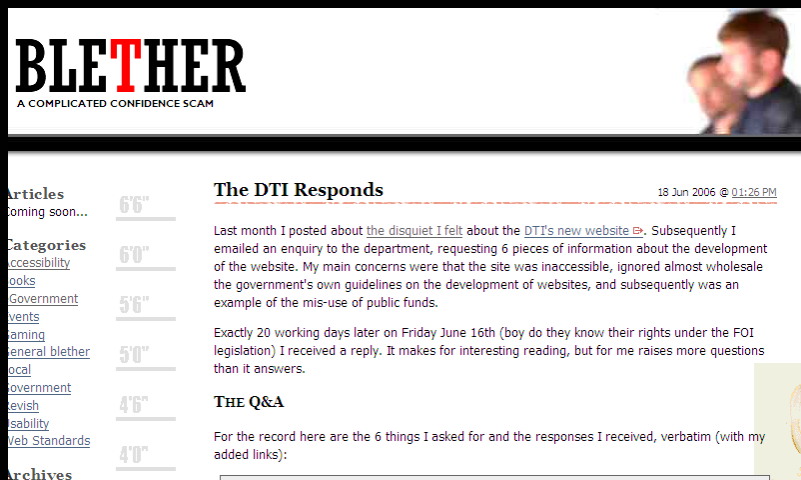 BLETHER
A COMPLICATED CONFIDENCE SCAM
Articles
Coming soon...
Categories
Accessibility
ooks
Government
vents
aming
General blether
ocal
Government
Revish
sability
Web Standards
Archives
6'6"
6'0"
5'6"
5'0"
4'6"
4'0"
The DTI Responds
18 Jun 2006 @ 01:26 PM
Last month I posted about the disquiet I felt about the DTI's new website. Subsequently I
emailed an enquiry to the department, requesting 6 pieces of information about the development
of the website. My main concerns were that the site was inaccessible, ignored almost wholesale
the government's own guidelines on the development of websites, and subsequently was an
example of the mis-use of public funds.
Exactly 20 working days later on Friday June 16th (boy do they know their rights under the FOI
legislation) I received a reply. It makes for interesting reading, but for me raises more questions
than it answers.
THE Q&A
For the record here are the 6 things I asked for and the responses I received, verbatim (with my
added links):